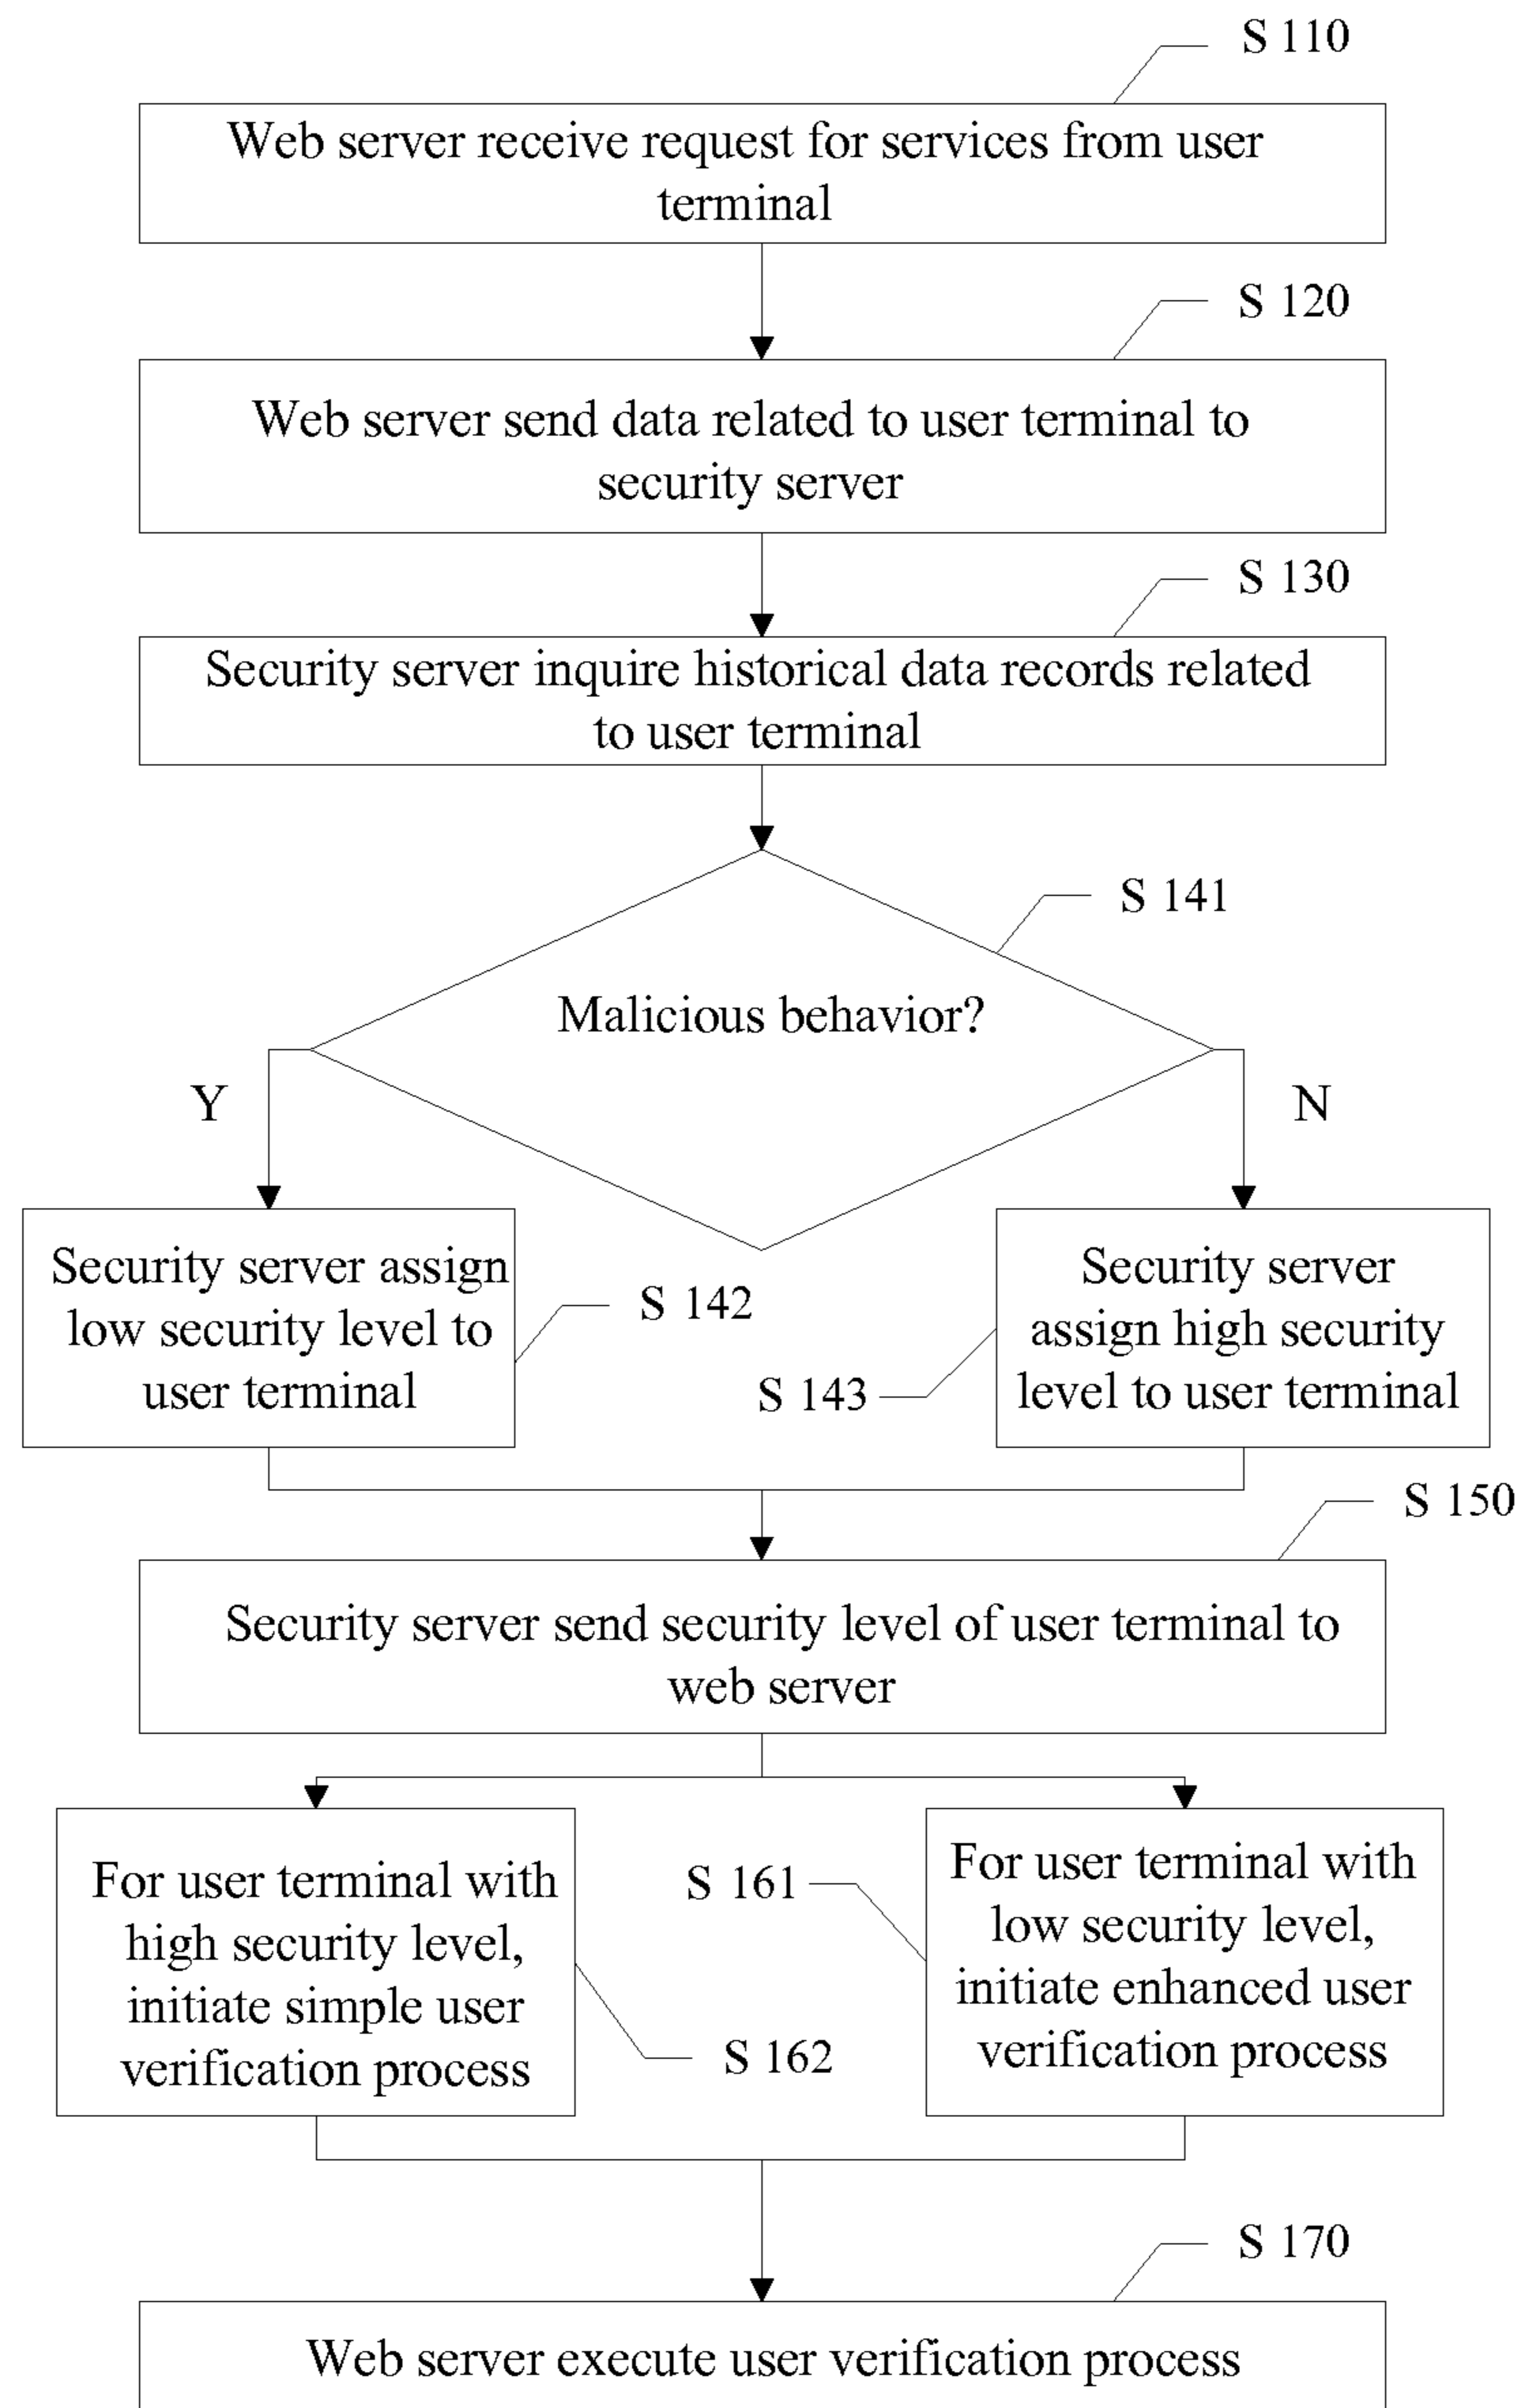 S 110
Web server receive request for services from user
terminal
S 120
Web server send data related to user terminal to
security server
S 130
Security server inquire historical data records related
to user terminal
S 141
Malicious behavior?
Y
N
Security server assign
low security level to
user terminal
S 142
Security server
assign high security
level to user terminal
S 143
S 150
Security server send security level of user terminal to
web server
For user terminal with
high security level,
initiate simple user
verification process
S 162
S 161
For user terminal with
low security level,
initiate enhanced user
verification process
S 170
Web server execute user verification process